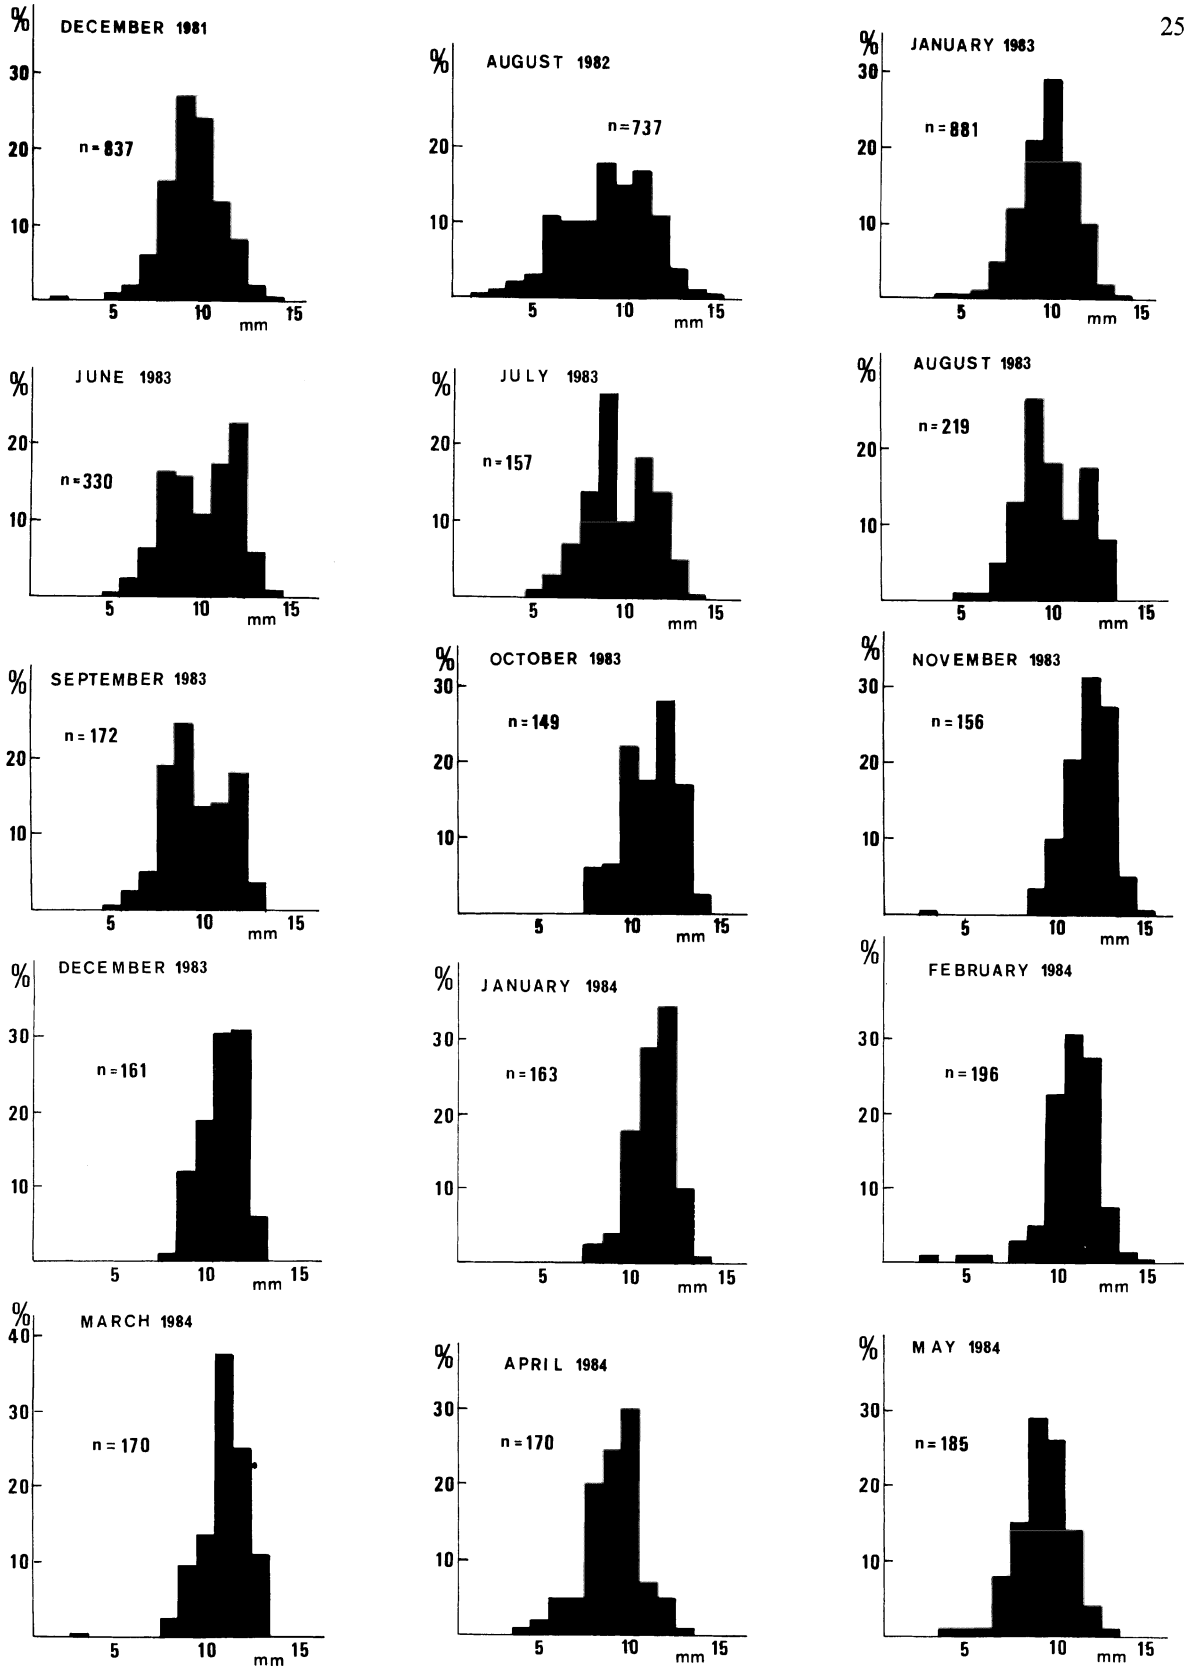 25
%
DECEMBER 1981
30
n=837
20
10
5 10 15
mm
%
AUGUST 1982
n=737
20
10
5 10 15
mm
%
JANUARY 1983
30
n=881
20
10
5 10 15
mm
%
JUNE 1983
20
n=330
10
5 10 15
mm
%
JULY 1983
20
n=157
10
5 10 15
mm
%
AUGUST 1983
n=219
20
10
5 10 15
mm
%
SEPTEMBER 1983
n=172
20
10
5 10 15
mm
%
OCTOBER 1983
30
n=149
20
10
5 10 15
mm
%
NOVEMBER 1983
30
n=156
20
10
5 10 15
mm
%
DECEMBER 1983
30
n=161
20
10
5 10 15
mm
%
JANUARY 1984
30
n=163
20
10
5 10 15
mm
%
FEBRUARY 1984
30
n=196
20
10
5 10 15
mm
%
MARCH 1984
40
30
n=170
20
10
5 10 15
mm
%
APRIL 1984
30
n=170
20
10
5 10 15
mm
%
MAY 1984
30
n=185
20
10
5 10 15
mm